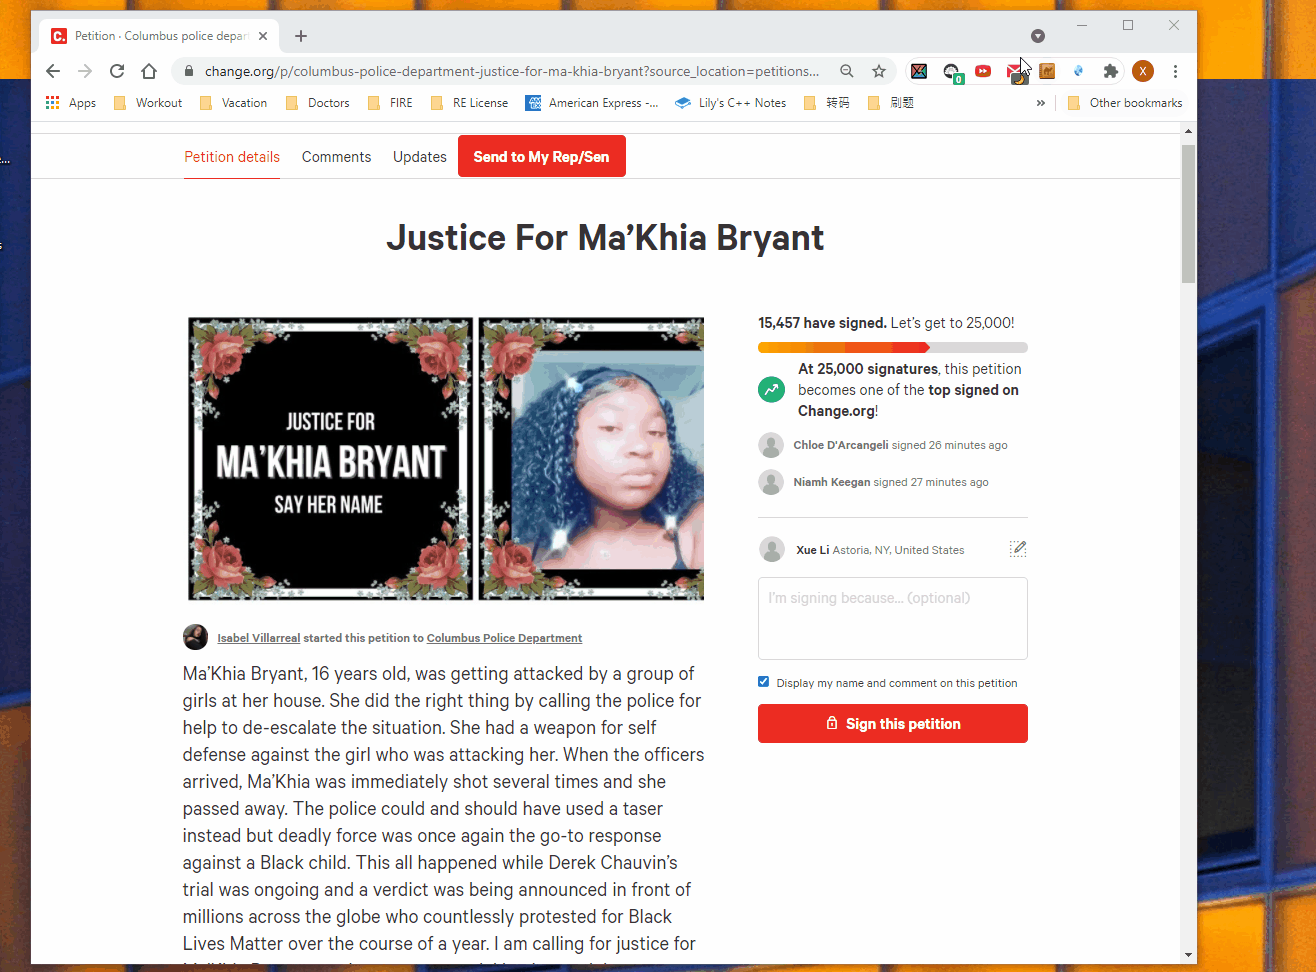 Petition · Columbus police depar
change.org/p/columbus-police-department-justice-for-ma-khia-bryant?source_location=petitions...
0
X
Apps
Workout
Vacation
Doctors
FIRE
RE License
American Express -...
Lily's C++ Notes
转码
刷题
»
Other bookmarks
Petition details
Comments
Updates
Send to My Rep/Sen
Justice For Ma’Khia Bryant
JUSTICE FOR
MA’KHIA BRYANT
SAY HER NAME
15,457 have signed. Let’s get to 25,000!
At 25,000 signatures, this petition
becomes one of the top signed on
Change.org!
Chloe D'Arcangeli signed 26 minutes ago
Niamh Keegan signed 27 minutes ago
Xue Li Astoria, NY, United States
I’m signing because... (optional)
Display my name and comment on this petition
Sign this petition
Isabel Villarreal started this petition to Columbus Police Department
Ma’Khia Bryant, 16 years old, was getting attacked by a group of
girls at her house. She did the right thing by calling the police for
help to de-escalate the situation. She had a weapon for self
defense against the girl who was attacking her. When the officers
arrived, Ma’Khia was immediately shot several times and she
passed away. The police could and should have used a taser
instead but deadly force was once again the go-to response
against a Black child. This all happened while Derek Chauvin’s
trial was ongoing and a verdict was being announced in front of
millions across the globe who countlessly protested for Black
Lives Matter over the course of a year. I am calling for justice for